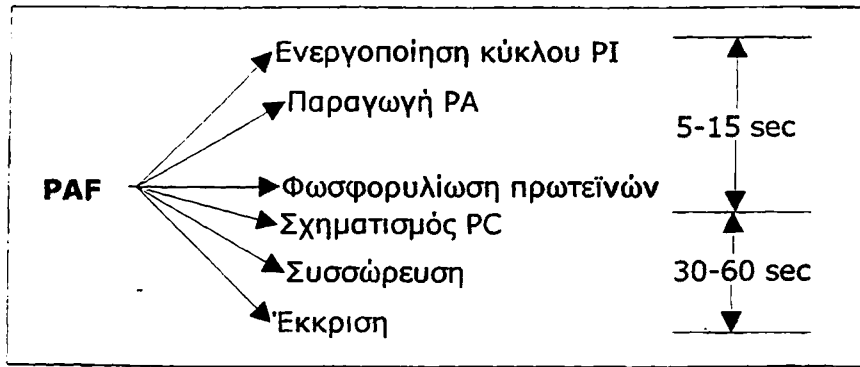 Ενεργοποίηση κύκλου PI
Παραγωγή PA
5-15 sec
PAF
Φωσφορυλίωση πρωτεϊνών
Σχηματισμός PC
Συσσώρευση
30-60 sec
Έκκριση